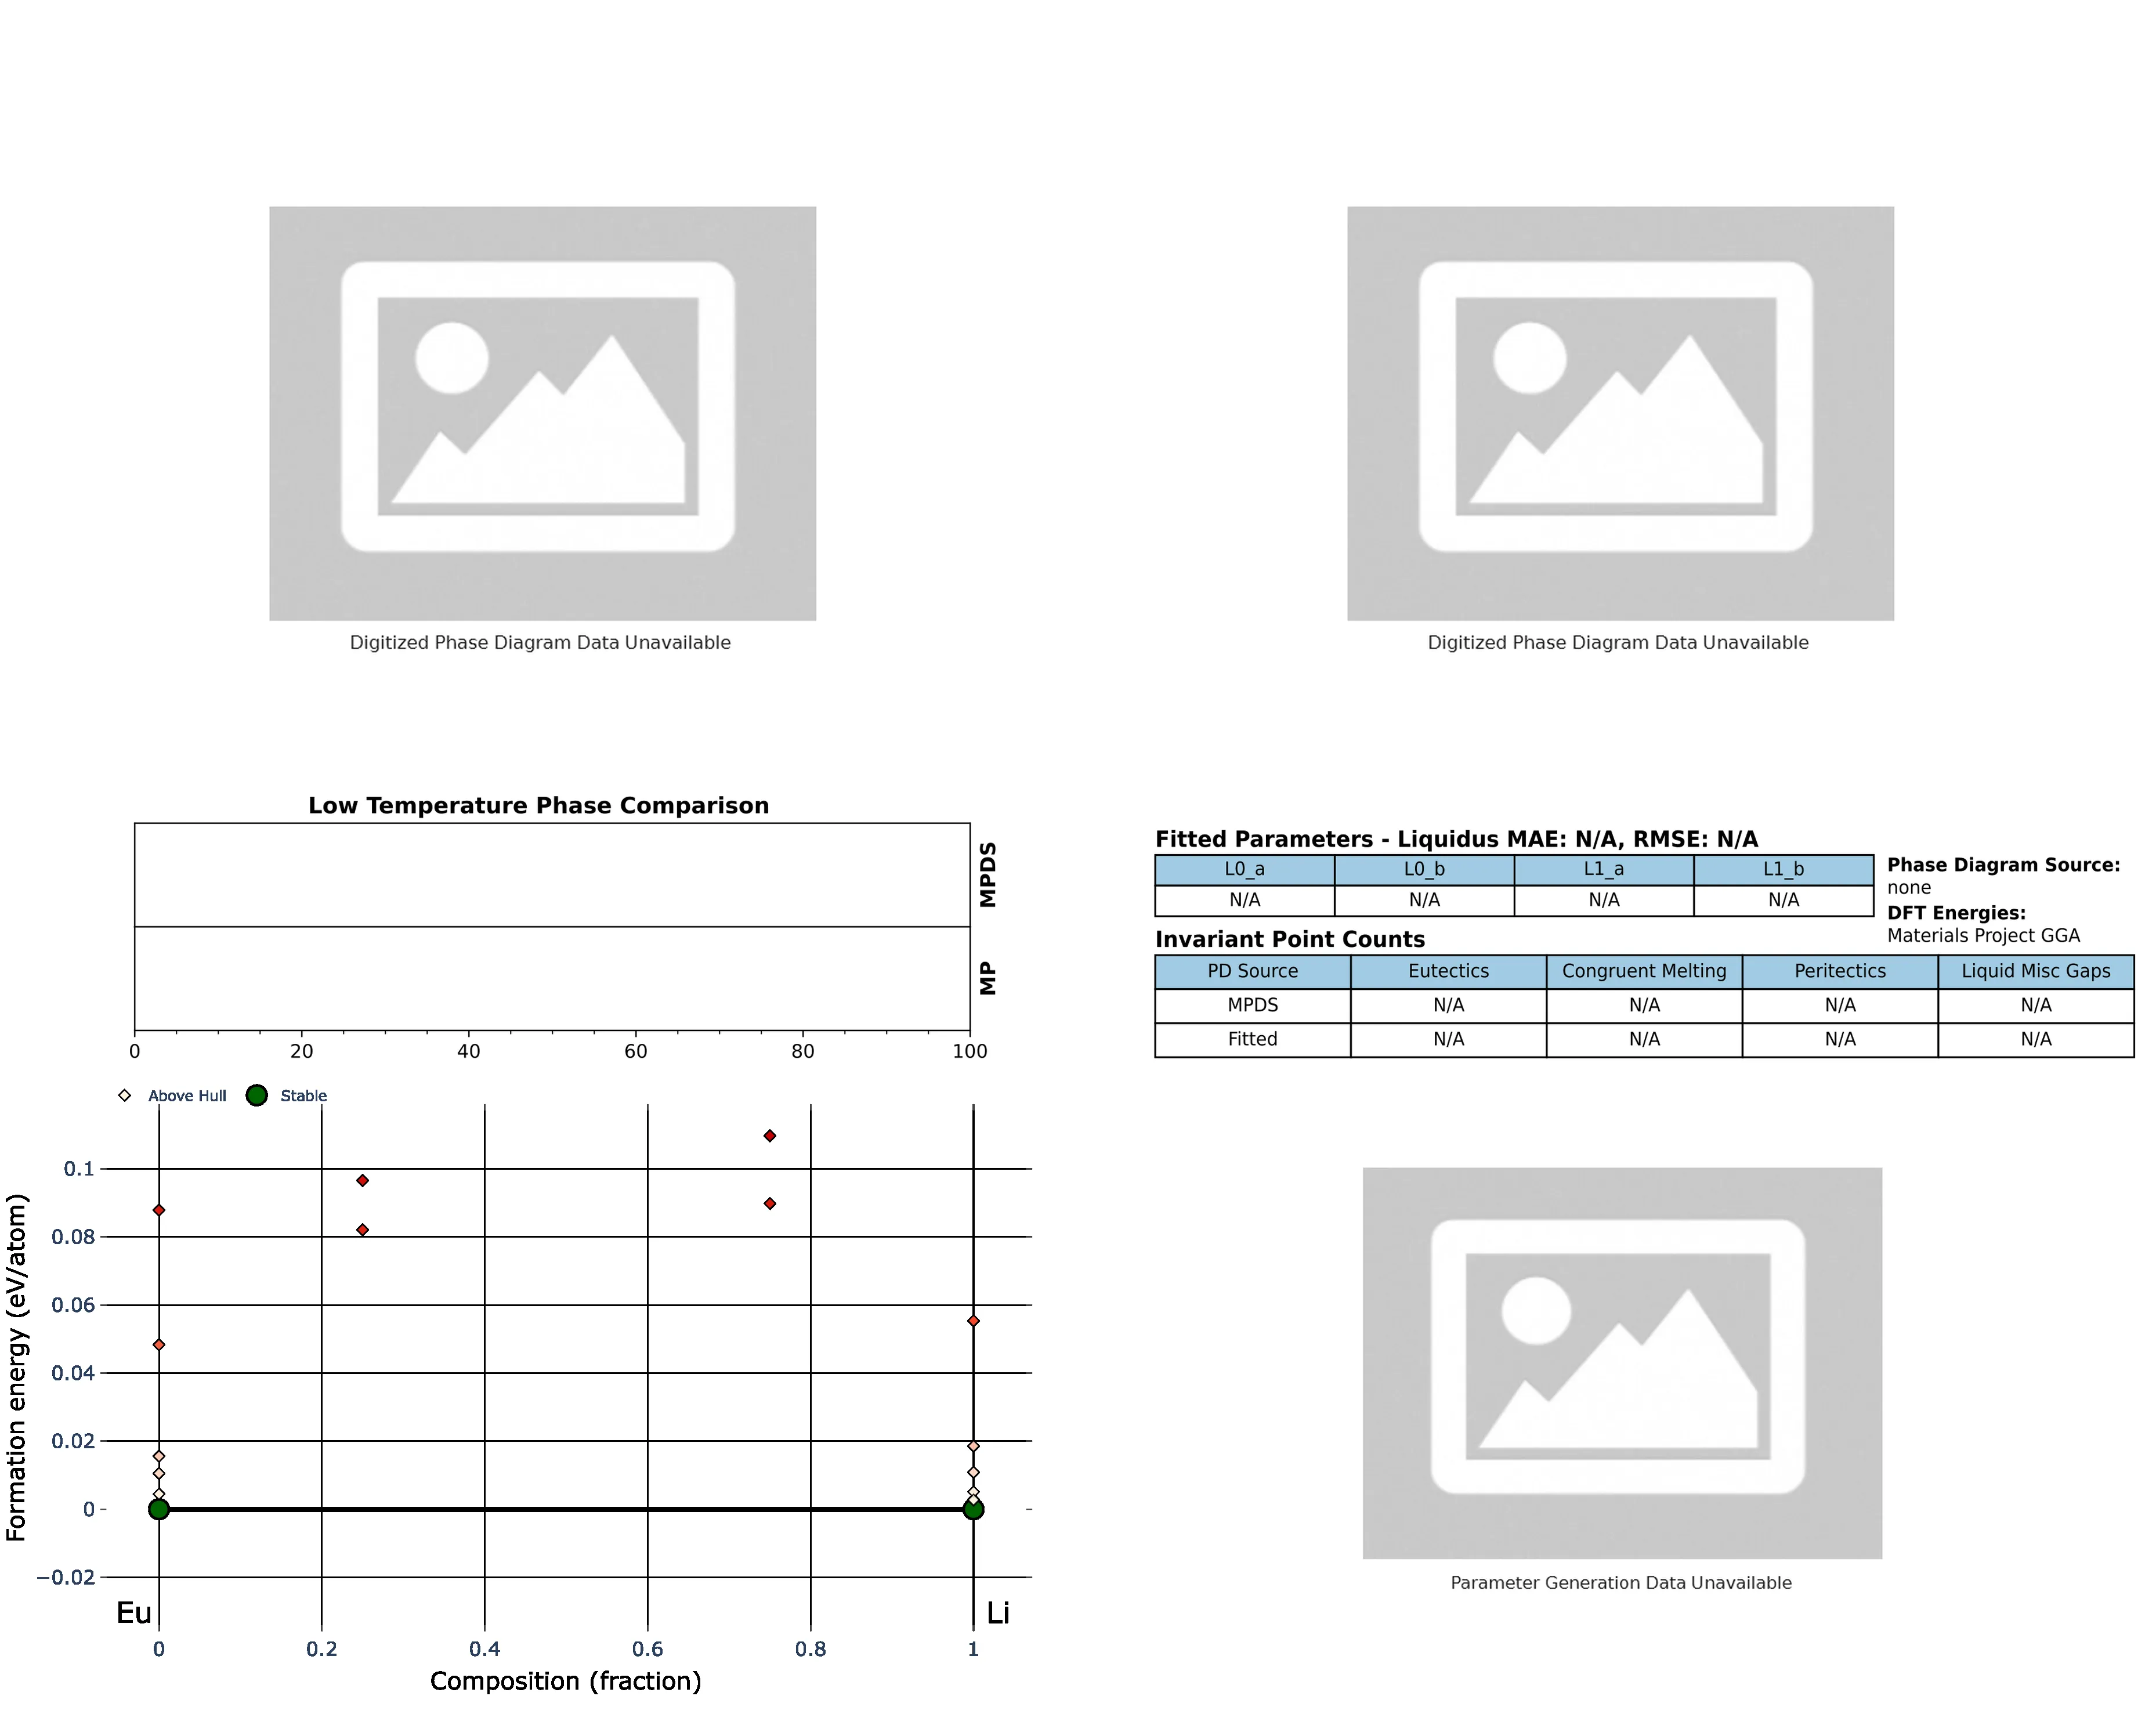 Digitized Phase Diagram Data Unavailable
Digitized Phase Diagram Data Unavailable
Low Temperature Phase Comparison
MPDS
MP
0 20 40 60 80 100
Fitted Parameters - Liquidus MAE: N/A, RMSE: N/A
L0_a L0_b L1_a L1_b
N/A N/A N/A N/A
Phase Diagram Source:
none
DFT Energies:
Materials Project GGA
Invariant Point Counts
PD Source Eutectics Congruent Melting Peritectics Liquid Misc Gaps
MPDS N/A N/A N/A N/A
Fitted N/A N/A N/A N/A
Above Hull Stable
Formation energy (eV/atom)
0.1
0.08
0.06
0.04
0.02
0
−0.02
Eu Li
0 0.2 0.4 0.6 0.8 1
Composition (fraction)
Parameter Generation Data Unavailable